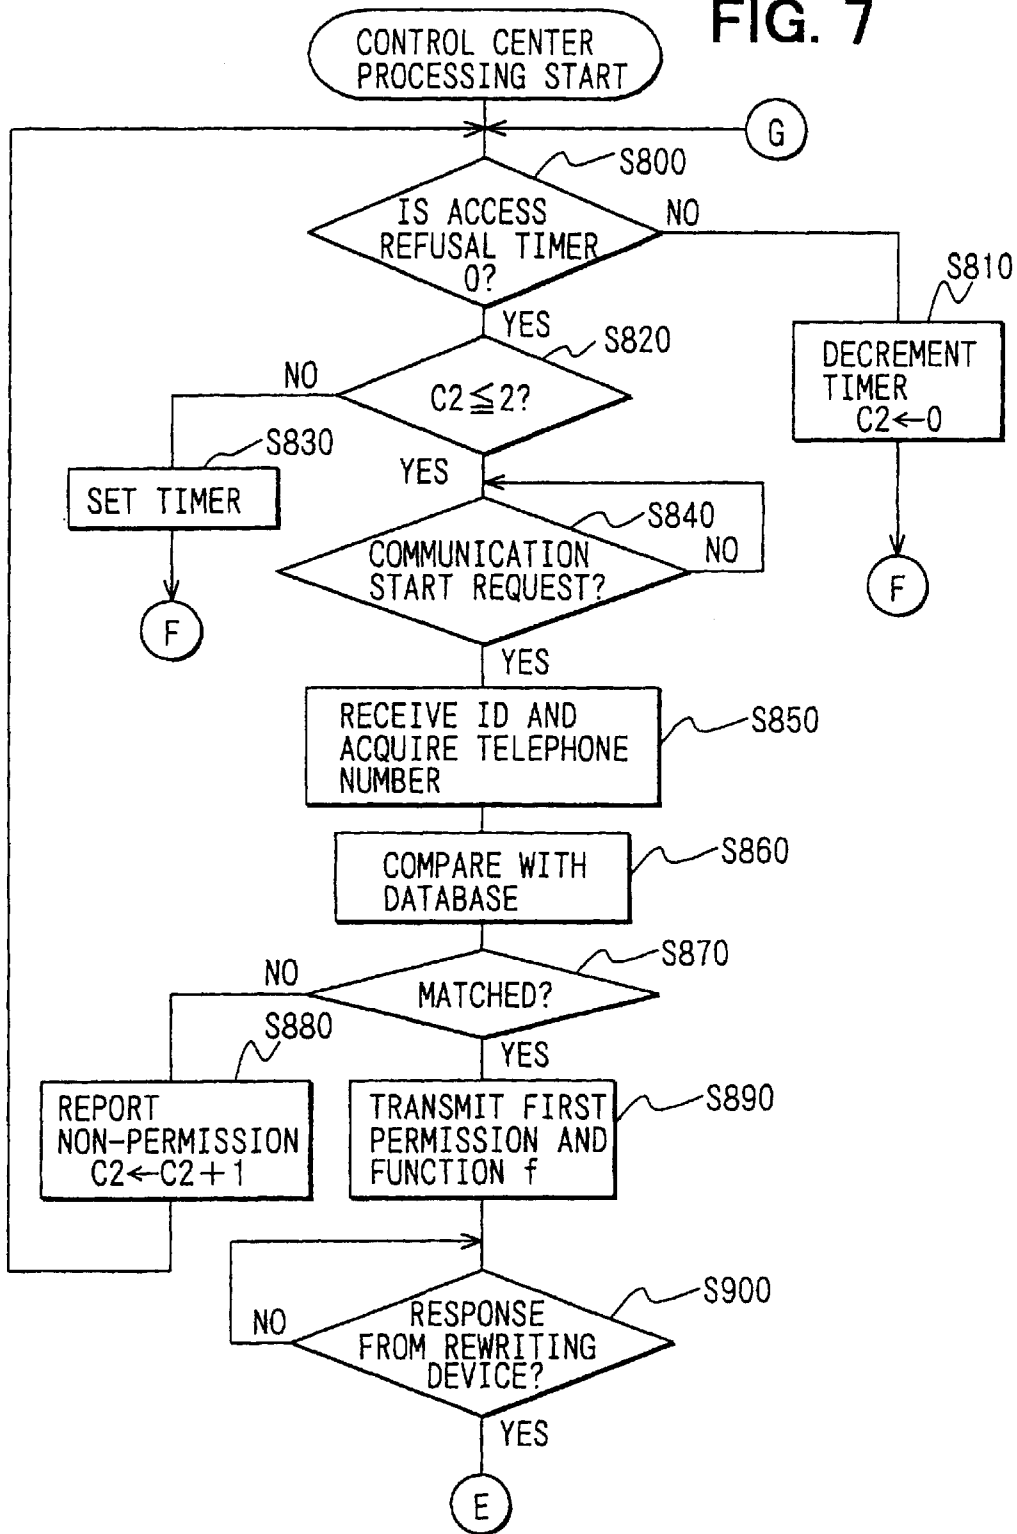 FIG. 7
CONTROL CENTER
PROCESSING START
G
S800
IS ACCESS
REFUSAL TIMER
0?
NO
YES
S810
DECREMENT
TIMER
C2←0
F
S820
C2≦2?
NO
YES
S830
SET TIMER
F
S840
COMMUNICATION
START REQUEST?
NO
YES
S850
RECEIVE ID AND
ACQUIRE TELEPHONE
NUMBER
S860
COMPARE WITH
DATABASE
S870
MATCHED?
NO
YES
S880
REPORT
NON-PERMISSION
C2←C2+1
S890
TRANSMIT FIRST
PERMISSION AND
FUNCTION f
S900
RESPONSE
FROM REWRITING
DEVICE?
NO
YES
E